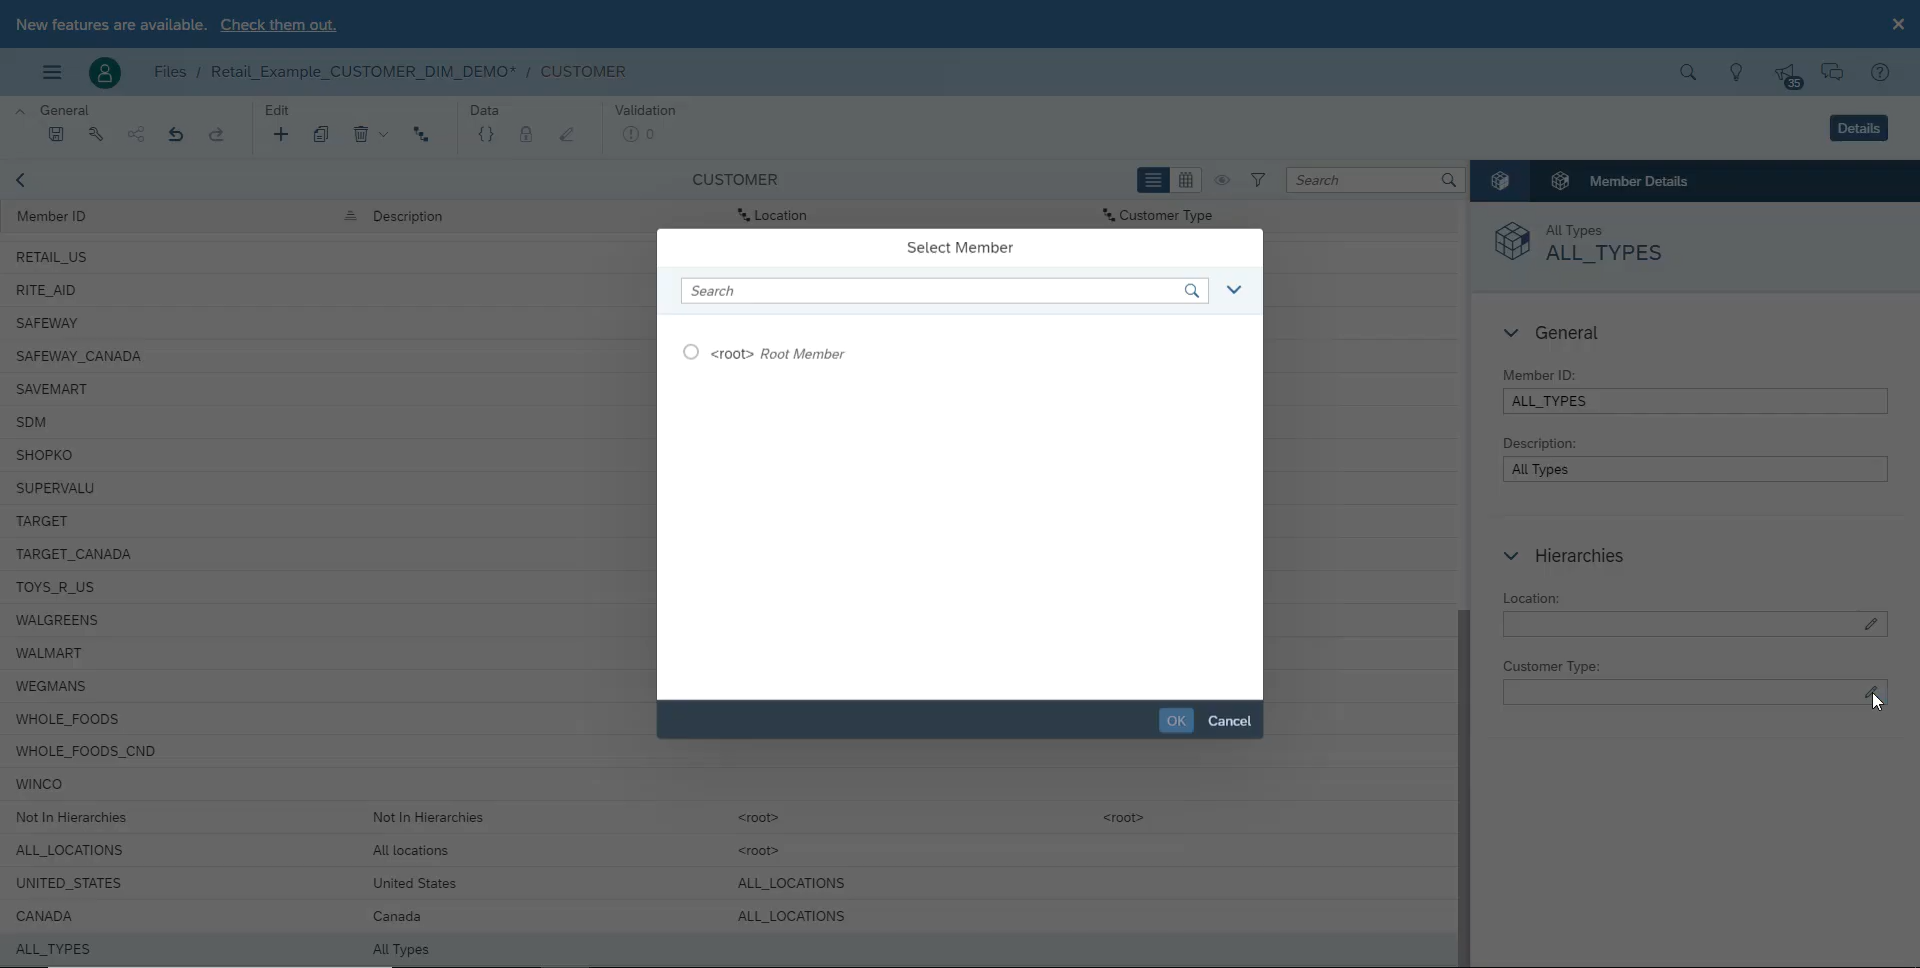 New features are available. Check them out.
Files / Retail_Example_CUSTOMER_DIM_DEMO* / CUSTOMER
35
General
Edit
Data
Validation
0
Details
CUSTOMER
Search
Member Details
Member ID
Description
Location
Customer Type
All Types
ALL_TYPES
RETAIL_US
RITE_AID
SAFEWAY
SAFEWAY_CANADA
SAVEMART
SDM
SHOPKO
SUPERVALU
TARGET
TARGET_CANADA
TOYS_R_US
WALGREENS
WALMART
WEGMANS
WHOLE_FOODS
WHOLE_FOODS_CND
WINCO
Not In Hierarchies Not In Hierarchies <root> <root>
ALL_LOCATIONS All locations <root>
UNITED_STATES United States ALL_LOCATIONS
CANADA Canada ALL_LOCATIONS
ALL_TYPES All Types
Select Member
Search
<root> Root Member
OK
Cancel
General
Member ID:
ALL_TYPES
Description:
All Types
Hierarchies
Location:
Customer Type: